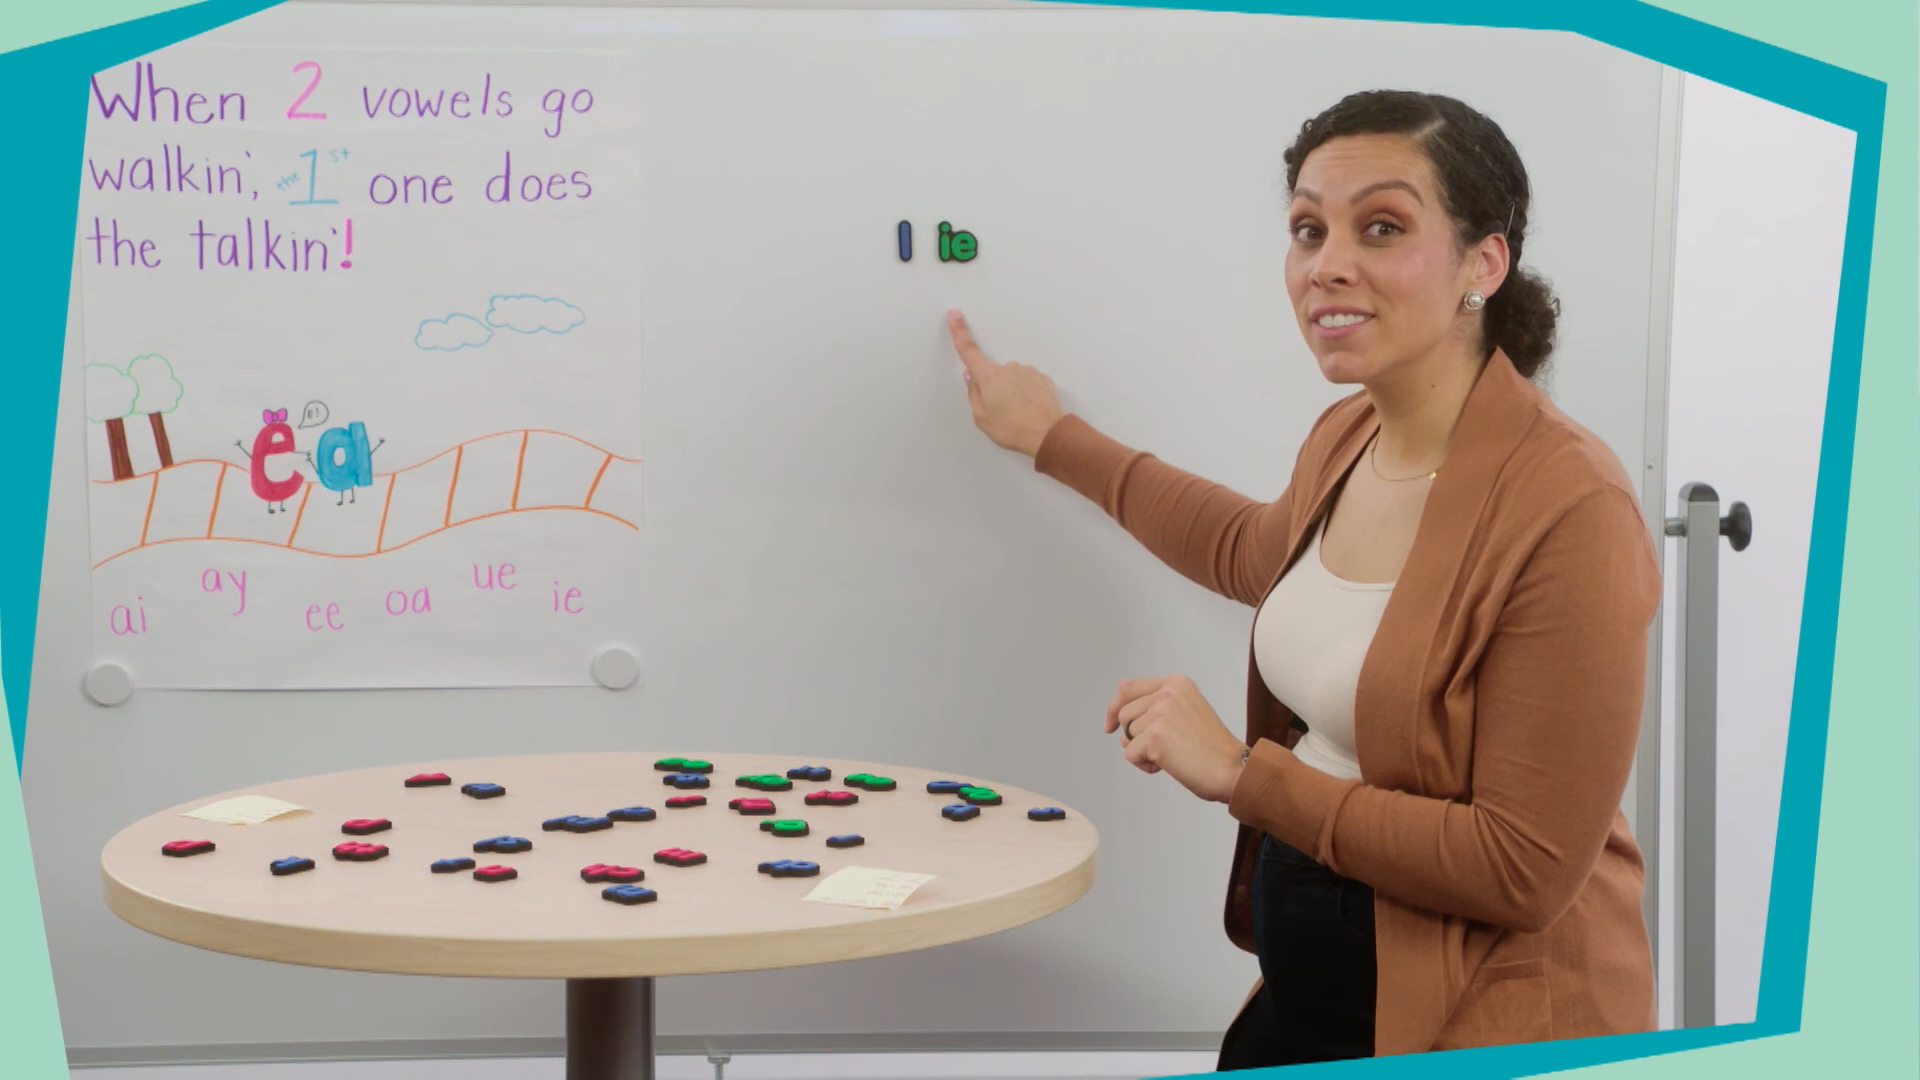 When 2 vowels go
walkin', the 1st one does
the talkin'!
l ie
e!
ea
ai ay ee oa ue ie